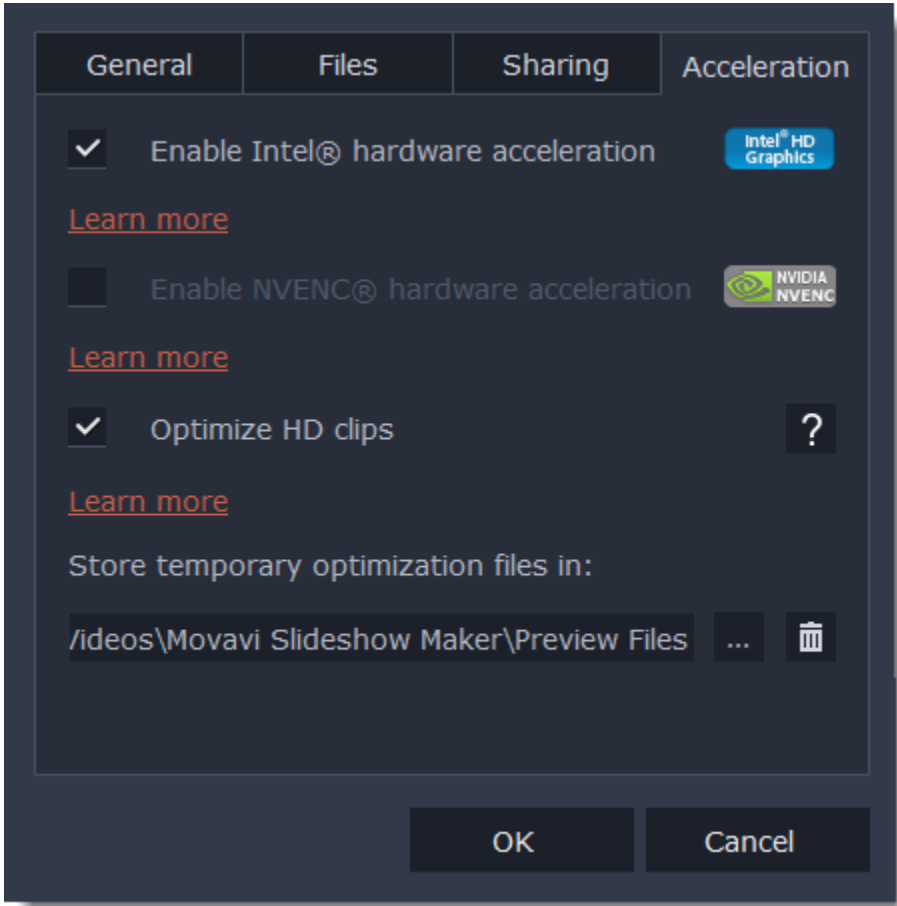 General Files Sharing Acceleration
Enable Intel® hardware acceleration
Intel® HD
Graphics
Learn more
Enable NVENC® hardware acceleration
NVIDIA
NVENC
Learn more
Optimize HD clips ?
Learn more
Store temporary optimization files in:
/ideos\Movavi Slideshow Maker\Preview Files ...
OK Cancel